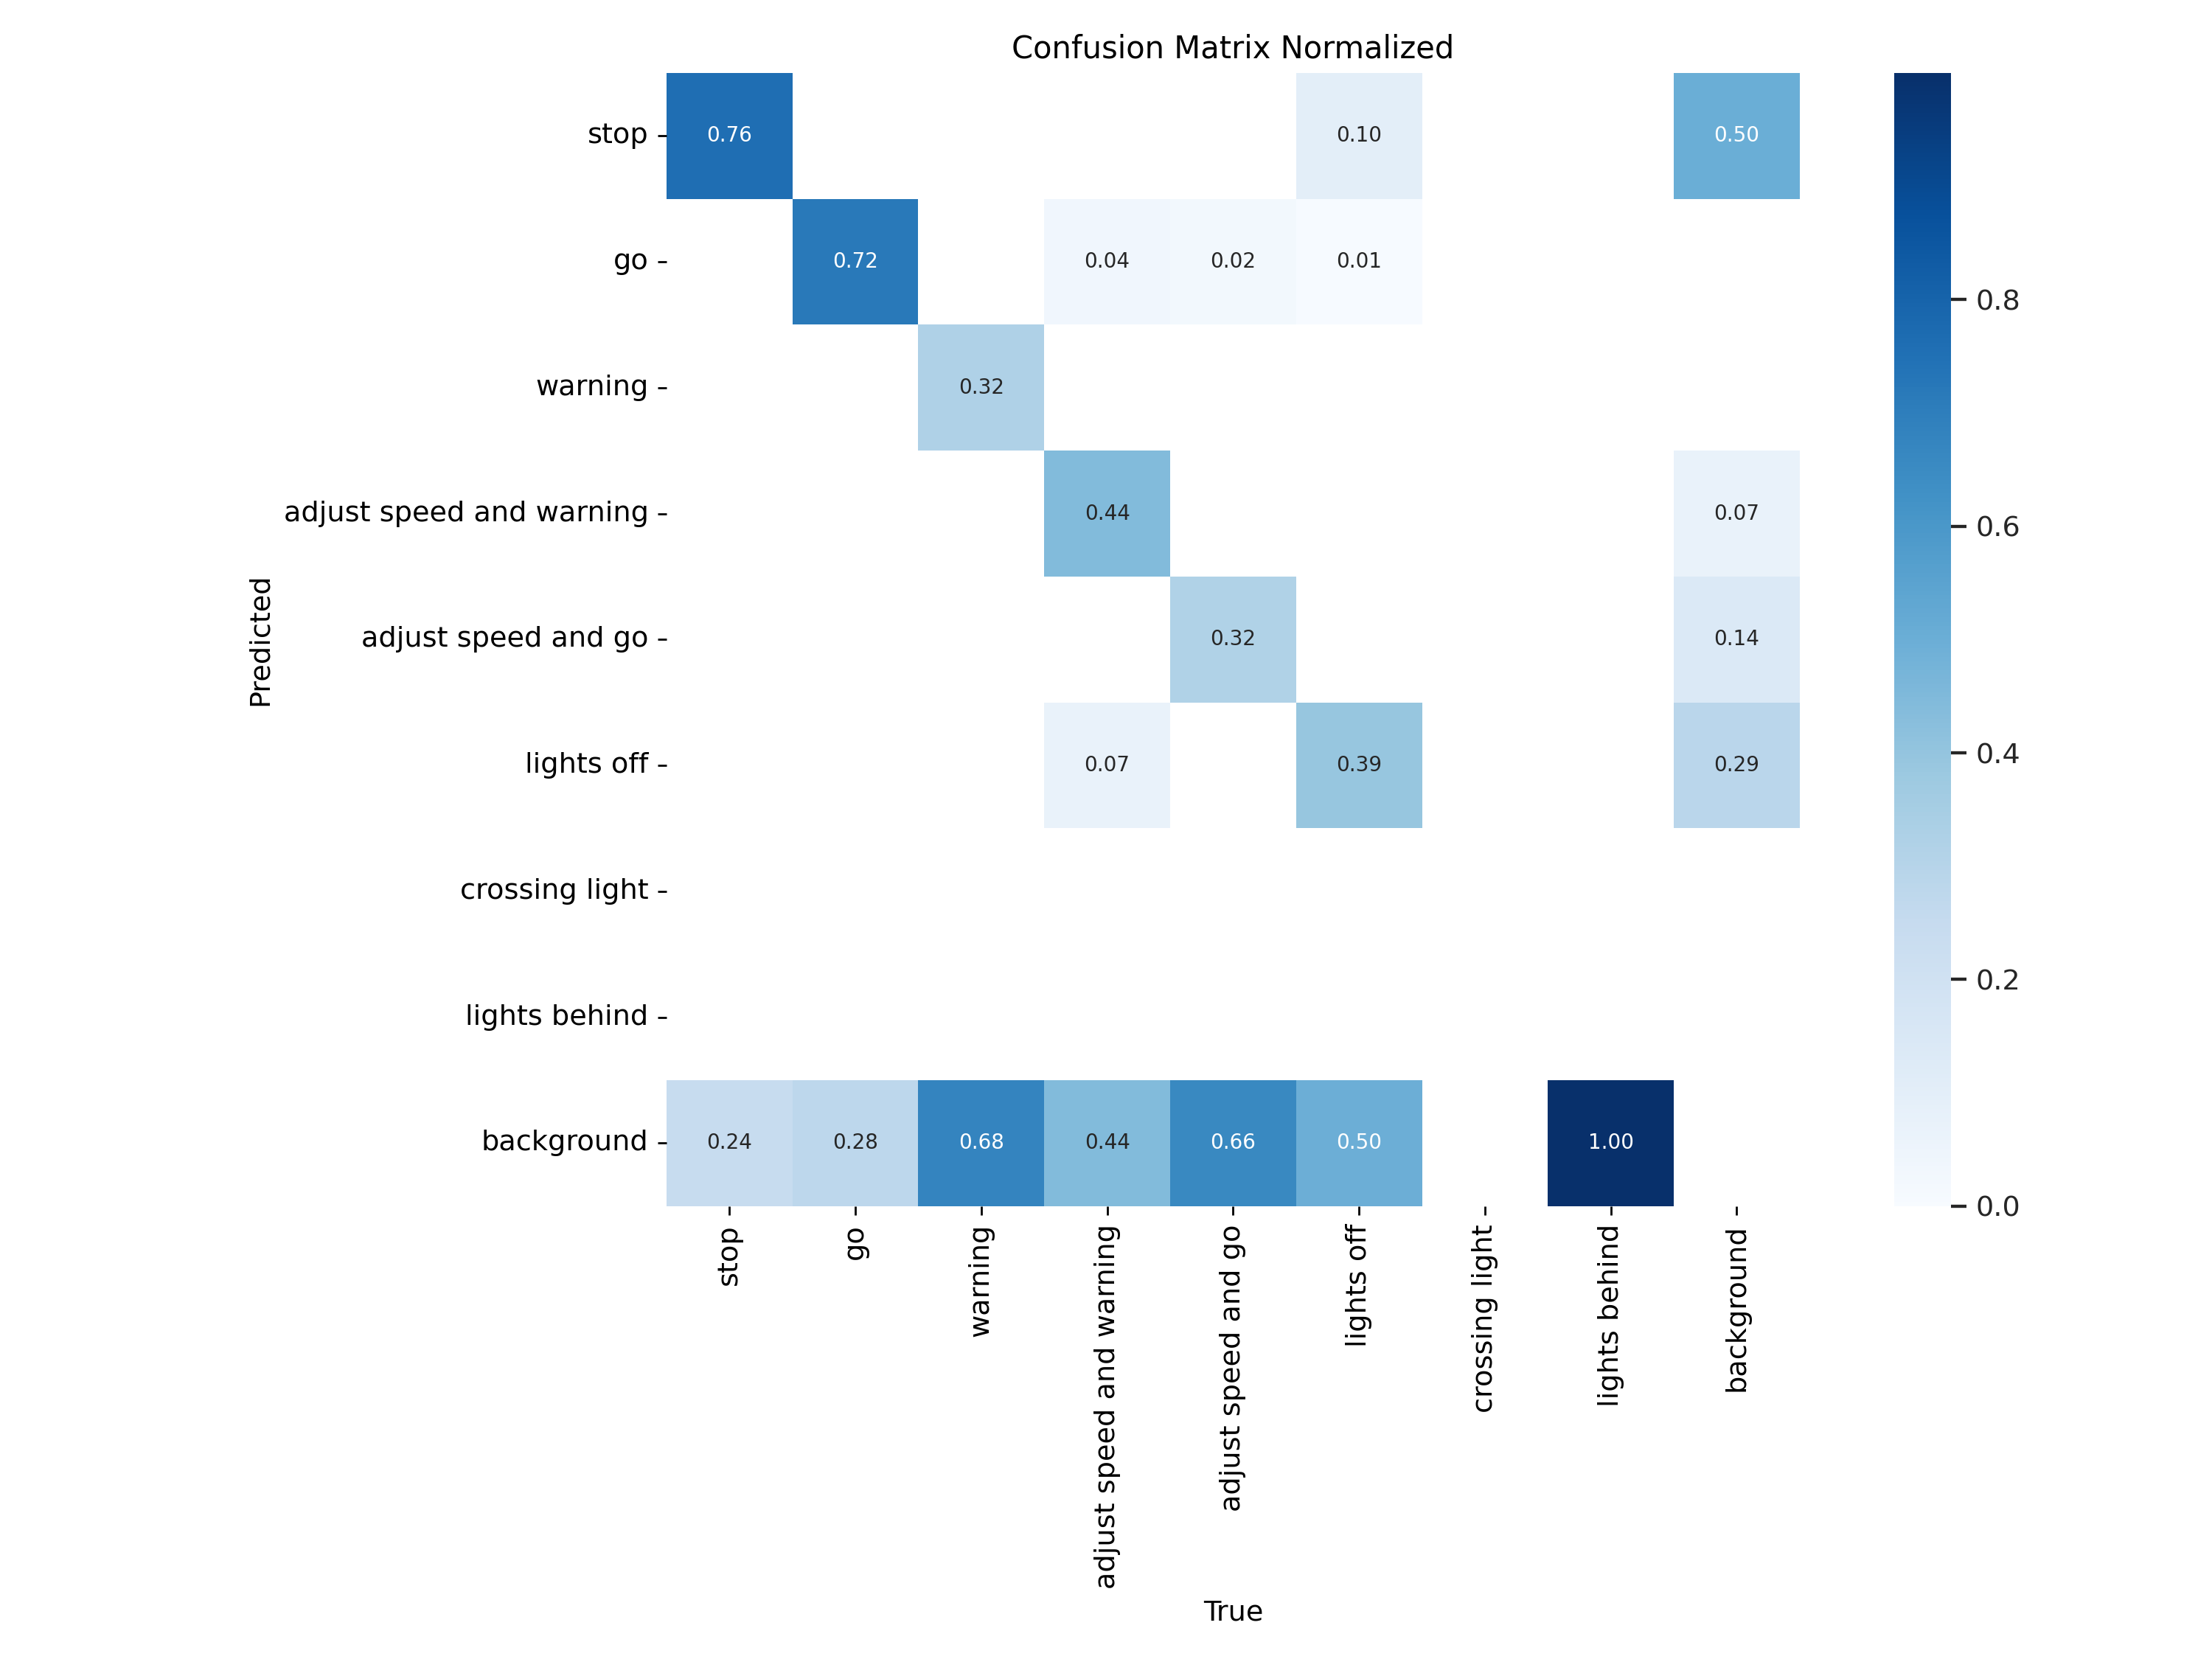 Confusion Matrix Normalized
stop 0.76 0.10 0.50
go 0.72 0.04 0.02 0.01
warning 0.32
adjust speed and warning 0.44 0.07
adjust speed and go 0.32 0.14
lights off 0.07 0.39 0.29
crossing light
lights behind
background 0.24 0.28 0.68 0.44 0.66 0.50 1.00
Predicted
stop
go
warning
adjust speed and warning
adjust speed and go
lights off
crossing light
lights behind
background
True
0.8
0.6
0.4
0.2
0.0